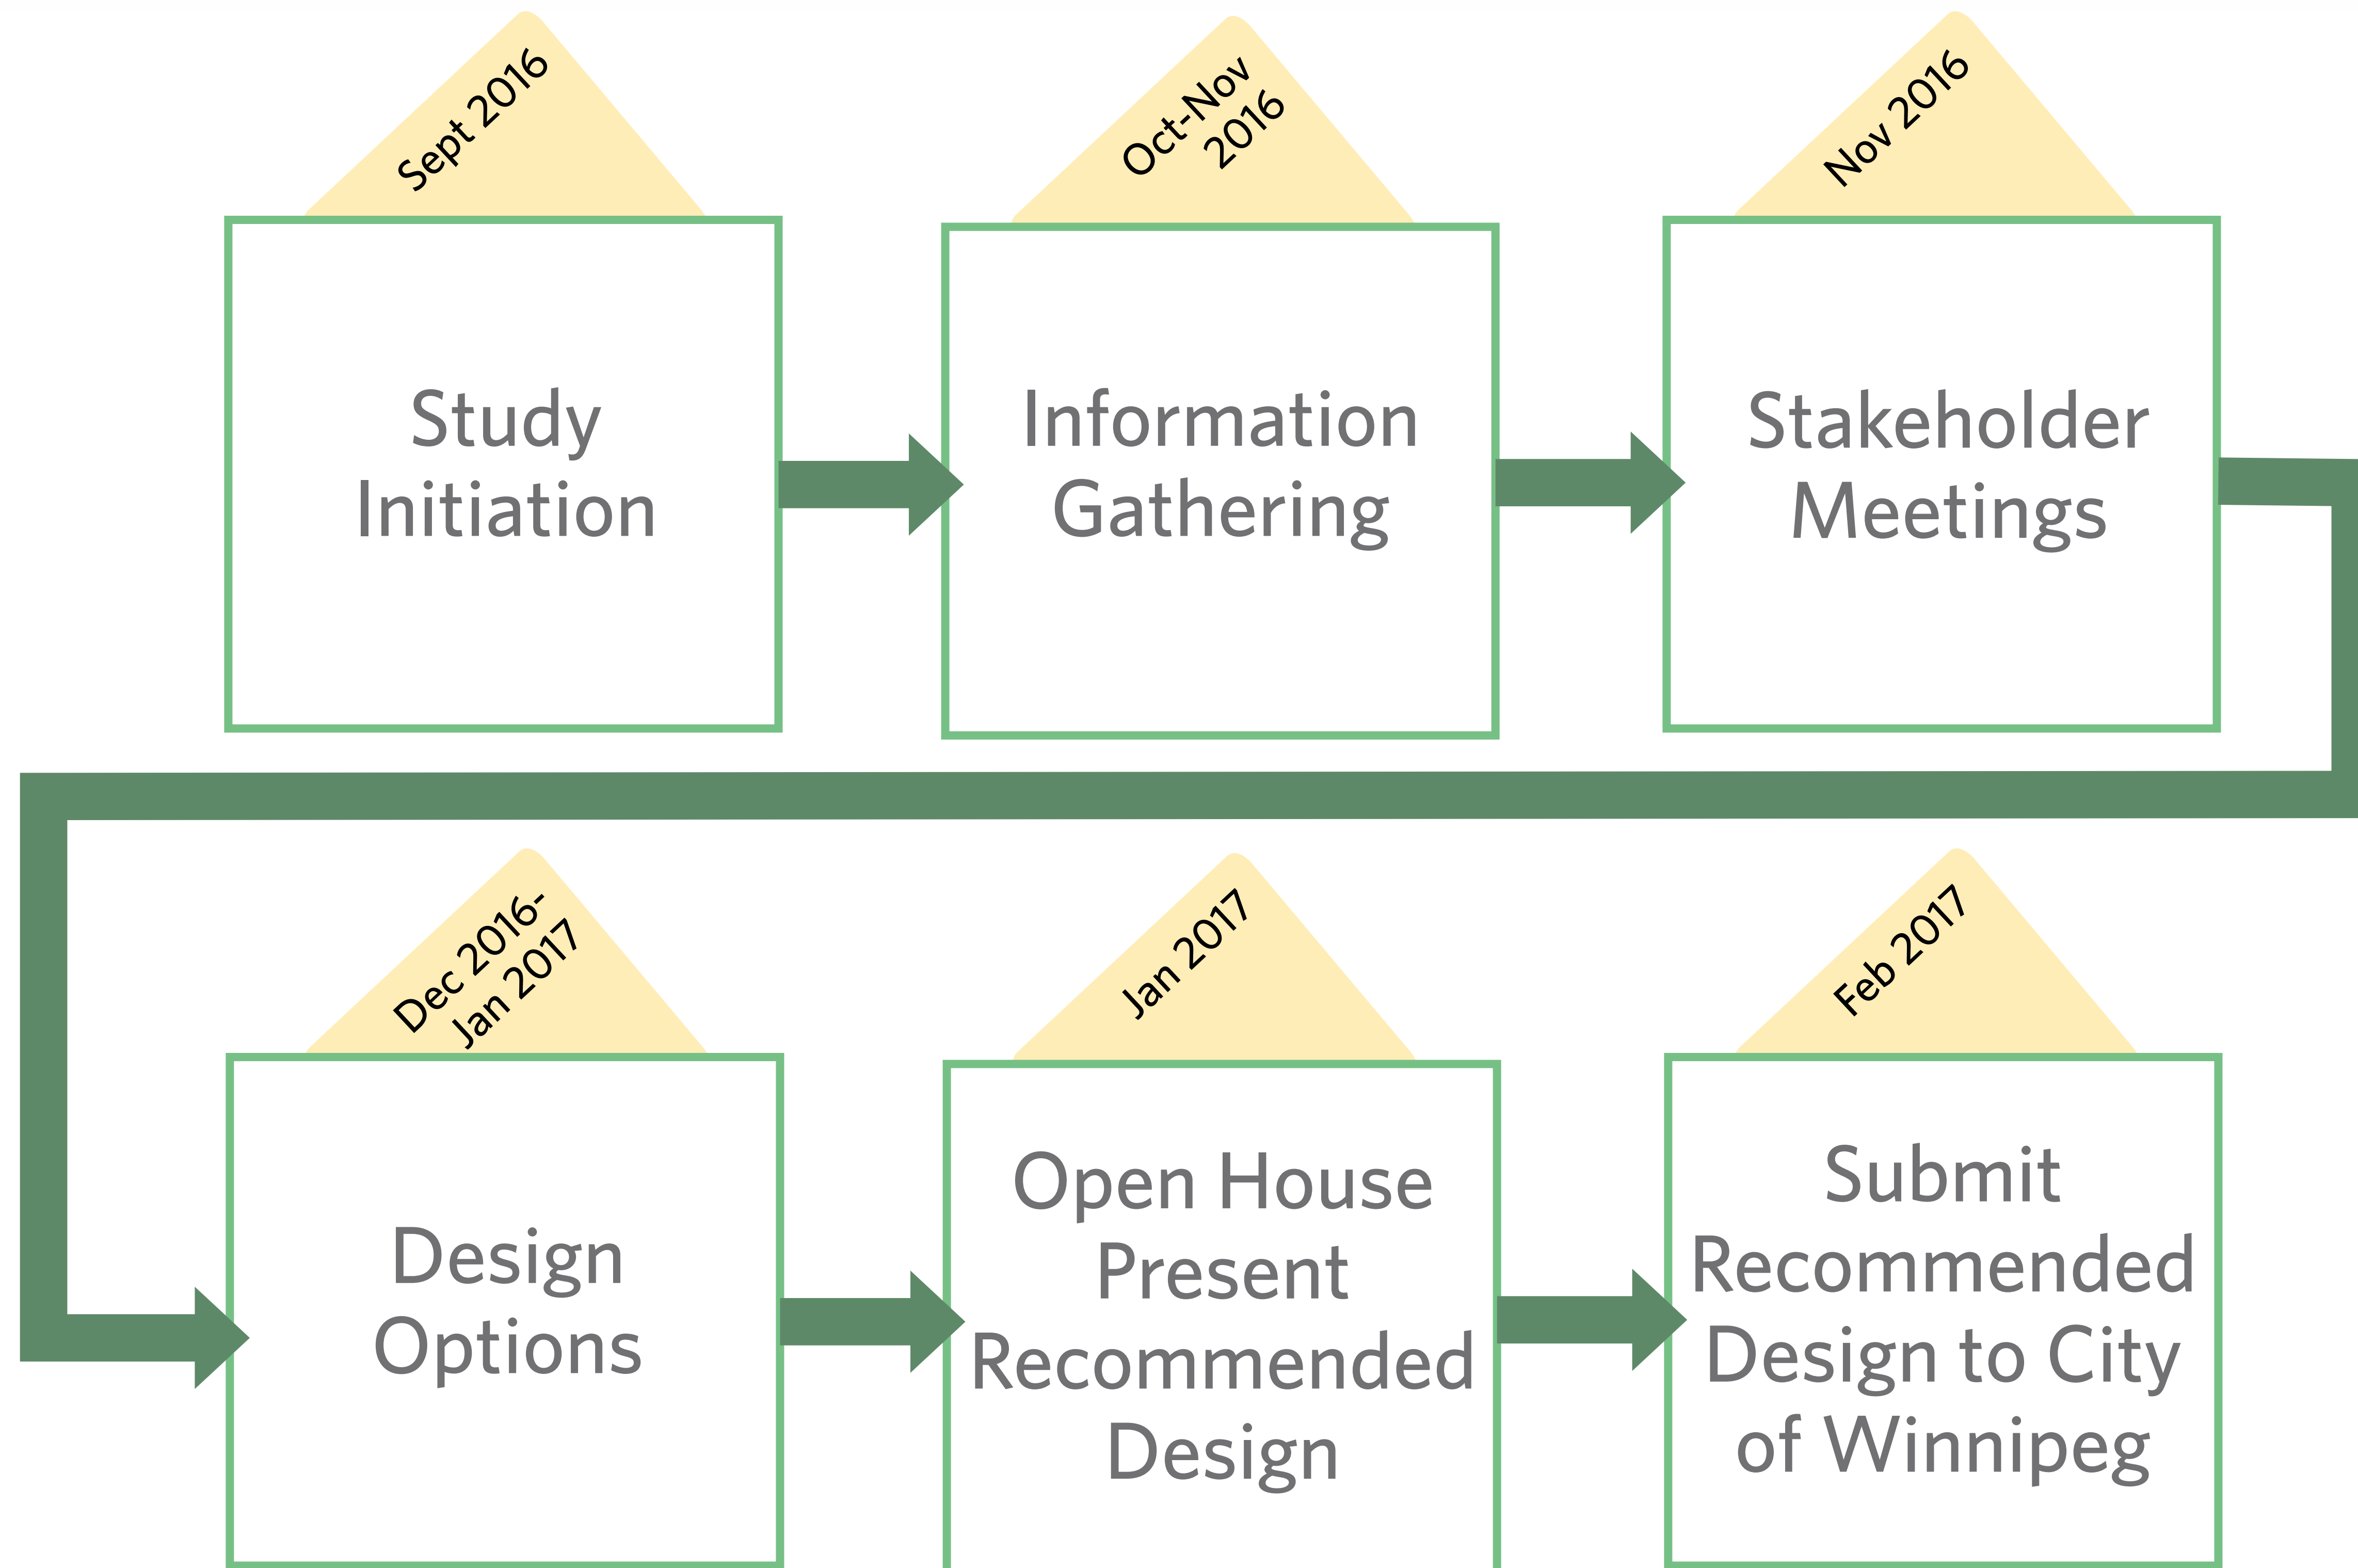 Sept 2016
Study
Initiation
Oct-Nov
2016
Information
Gathering
Nov 2016
Stakeholder
Meetings
Dec 2016-
Jan 2017
Design
Options
Jan 2017
Open House
Present
Recommended
Design
Feb 2017
Submit
Recommended
Design to City
of Winnipeg